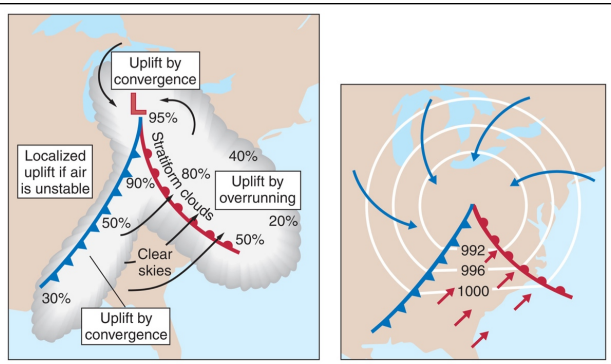 Uplift by
convergence
L
95%
Localized
uplift if air
is unstable
Stratiform clouds
40%
80%
90%
Uplift by
overrunning
50%
20%
50%
Clear
skies
30%
Uplift by
convergence
992
996
1000